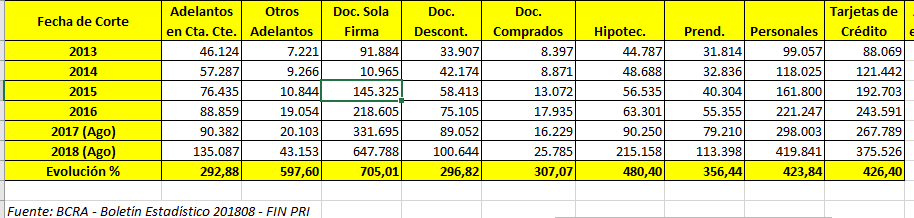 Fecha de Corte Adelantos en Cta. Cte. Otros Adelantos Doc. Sola Firma Doc. Descont. Doc. Comprados Hipotec. Prend. Personales Tarjetas de Crédito
2013 46.124 7.221 91.884 33.907 8.397 44.787 31.814 99.057 88.069
2014 57.287 9.266 10.965 42.174 8.871 48.688 32.836 118.025 121.442
2015 76.435 10.844 145.325 58.413 13.072 56.535 40.304 161.800 192.703
2016 88.859 19.054 218.605 75.105 17.935 63.301 55.355 221.247 243.591
2017 (Ago) 90.382 20.103 331.695 89.052 16.229 90.250 79.210 298.003 267.789
2018 (Ago) 135.087 43.153 647.788 100.644 25.785 215.158 113.398 419.841 375.526
Evolución % 292,88 597,60 705,01 296,82 307,07 480,40 356,44 423,84 426,40
Fuente: BCRA - Boletín Estadístico 201808 - FIN PRI